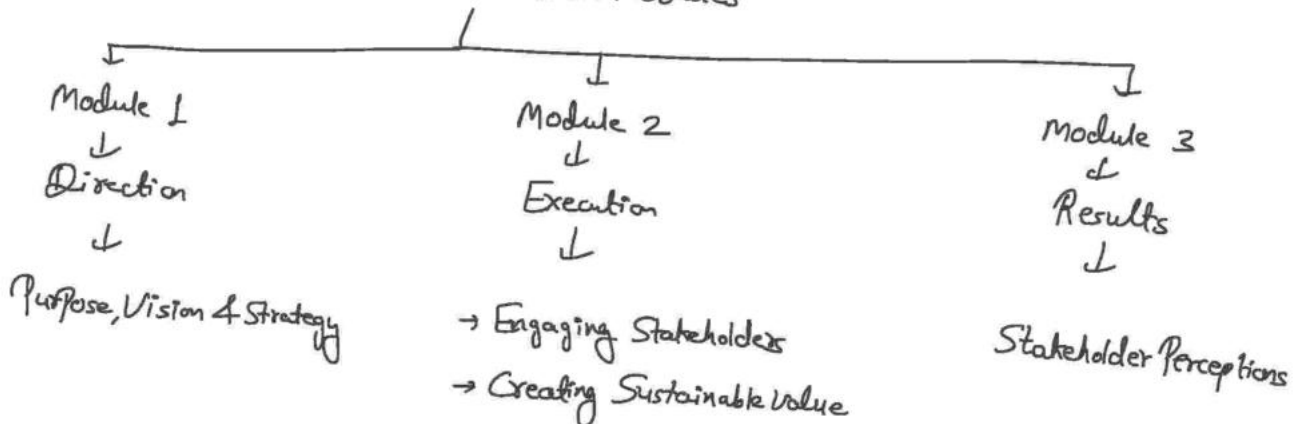 Module 1
Module 2
Module 3
Direction
Execution
Results
Purpose, Vision & Strategy
→ Engaging Stakeholders
→ Creating Sustainable value
Stakeholder Perceptions